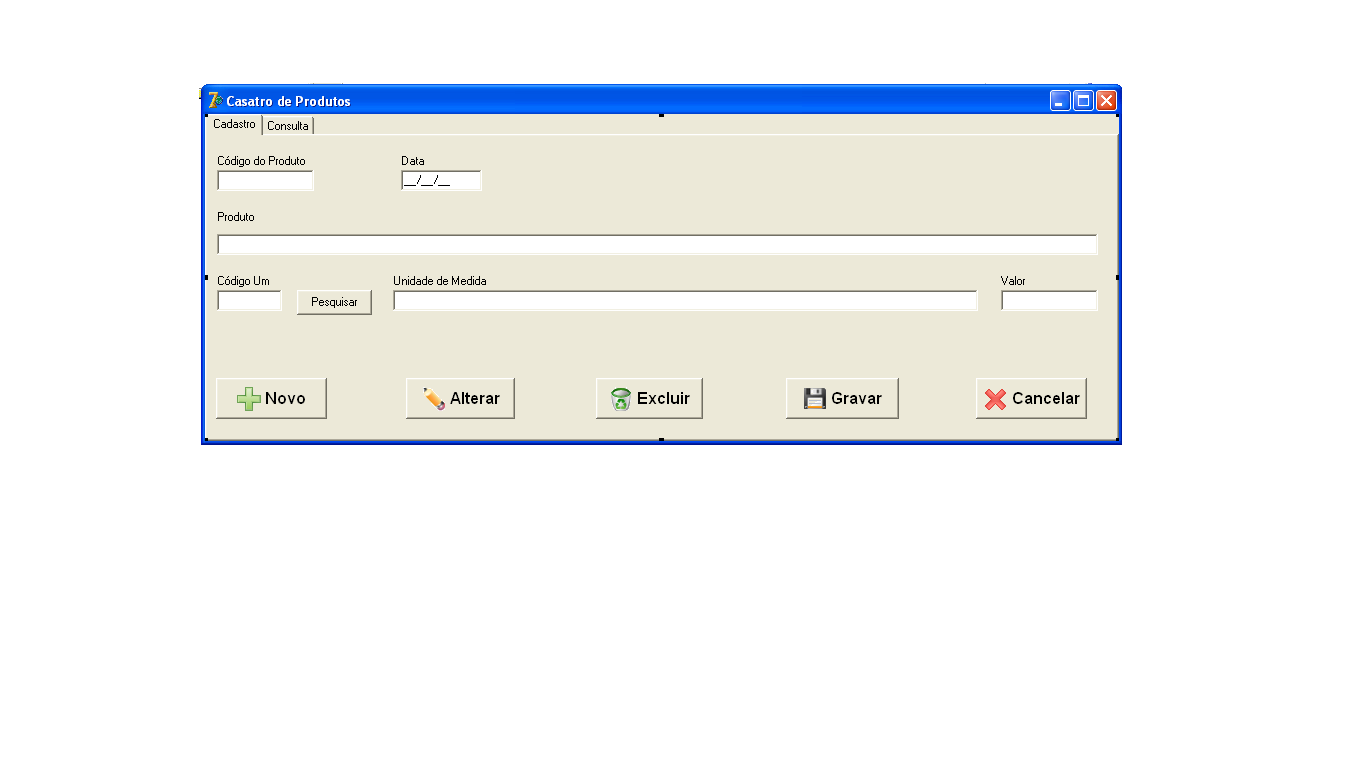 Casatro de Produtos
Cadastro Consulta
Código do Produto Data
__/__/__
Produto
Código Um Unidade de Medida Valor
Pesquisar
Novo Alterar Excluir Gravar Cancelar